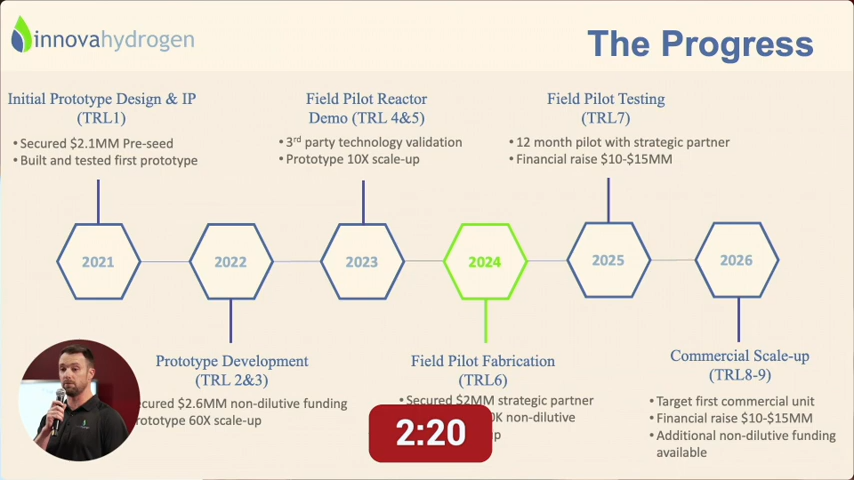 innovahydrogen
The Progress
Initial Prototype Design & IP
(TRL1)
• Secured $2.1MM Pre-seed
• Built and tested first prototype
Field Pilot Reactor
Demo (TRL 4&5)
• 3rd party technology validation
• Prototype 10X scale-up
Field Pilot Testing
(TRL7)
• 12 month pilot with strategic partner
• Financial raise $10-$15MM
2021
2022
2023
2024
2025
2026
Prototype Development
(TRL 2&3)
2.6MM non-dilutive funding
60X scale-up
Field Pilot Fabrication
(TRL6)
• Secured $2MM strategic partner
non-dilutive
2:20
Commercial Scale-up
(TRL8-9)
• Target first commercial unit
• Financial raise $10-$15MM
• Additional non-dilutive funding
available